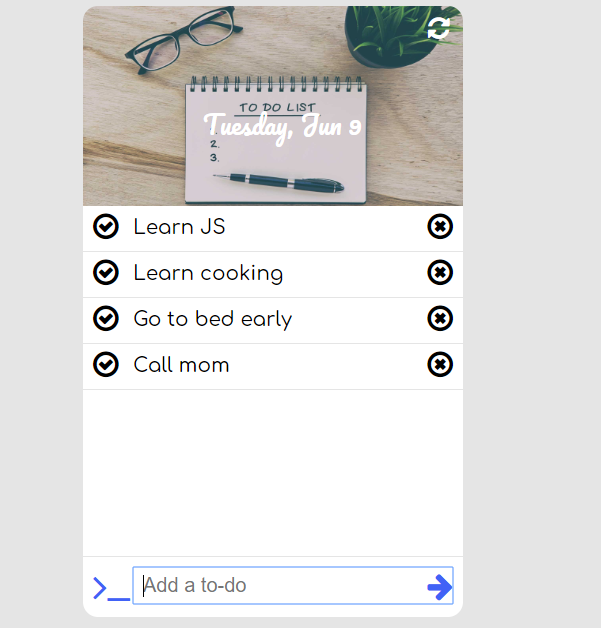 TO DO LIST
Tuesday, Jun 9
1.
2.
3.
Learn JS
Learn cooking
Go to bed early
Call mom
>_ Add a to-do